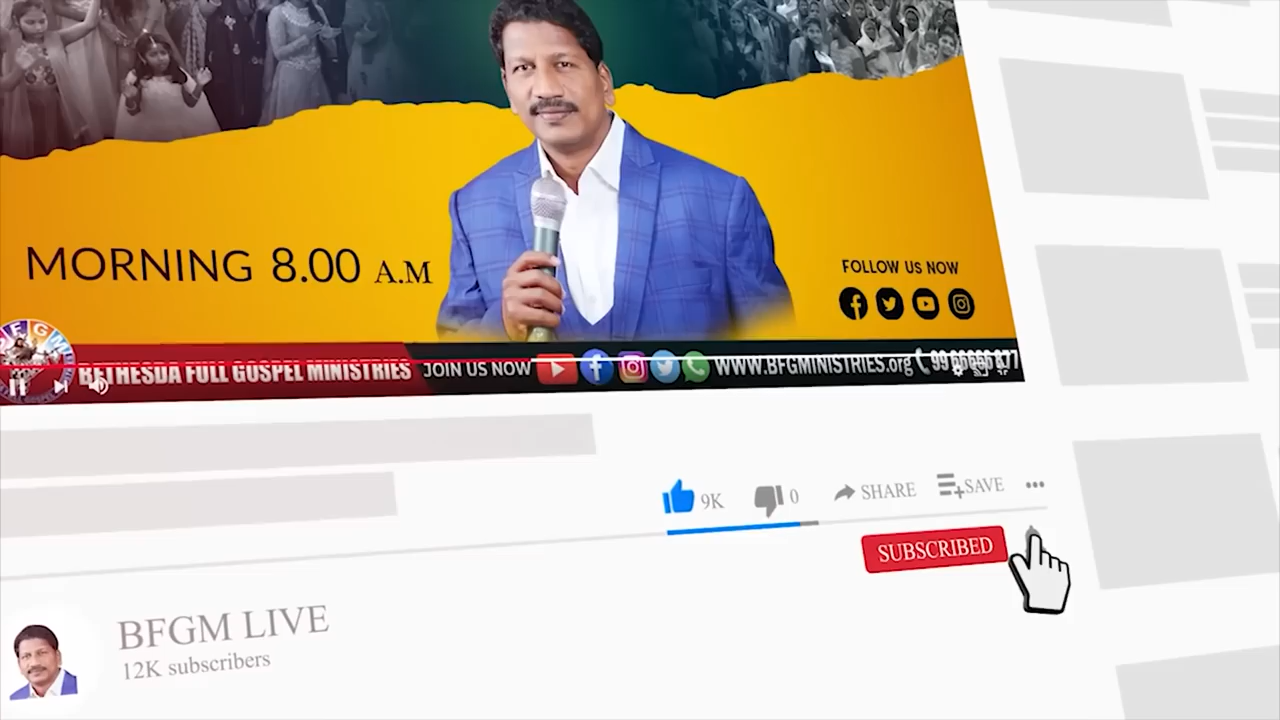 MORNING 8.00 A.M
FOLLOW US NOW
BFGM
BETHESDA FULL GOSPEL MINISTRIES JOIN US NOW WWW.BFGMINISTRIES.org
9K 0 SHARE SAVE
SUBSCRIBED
BFGM LIVE
12K subscribers